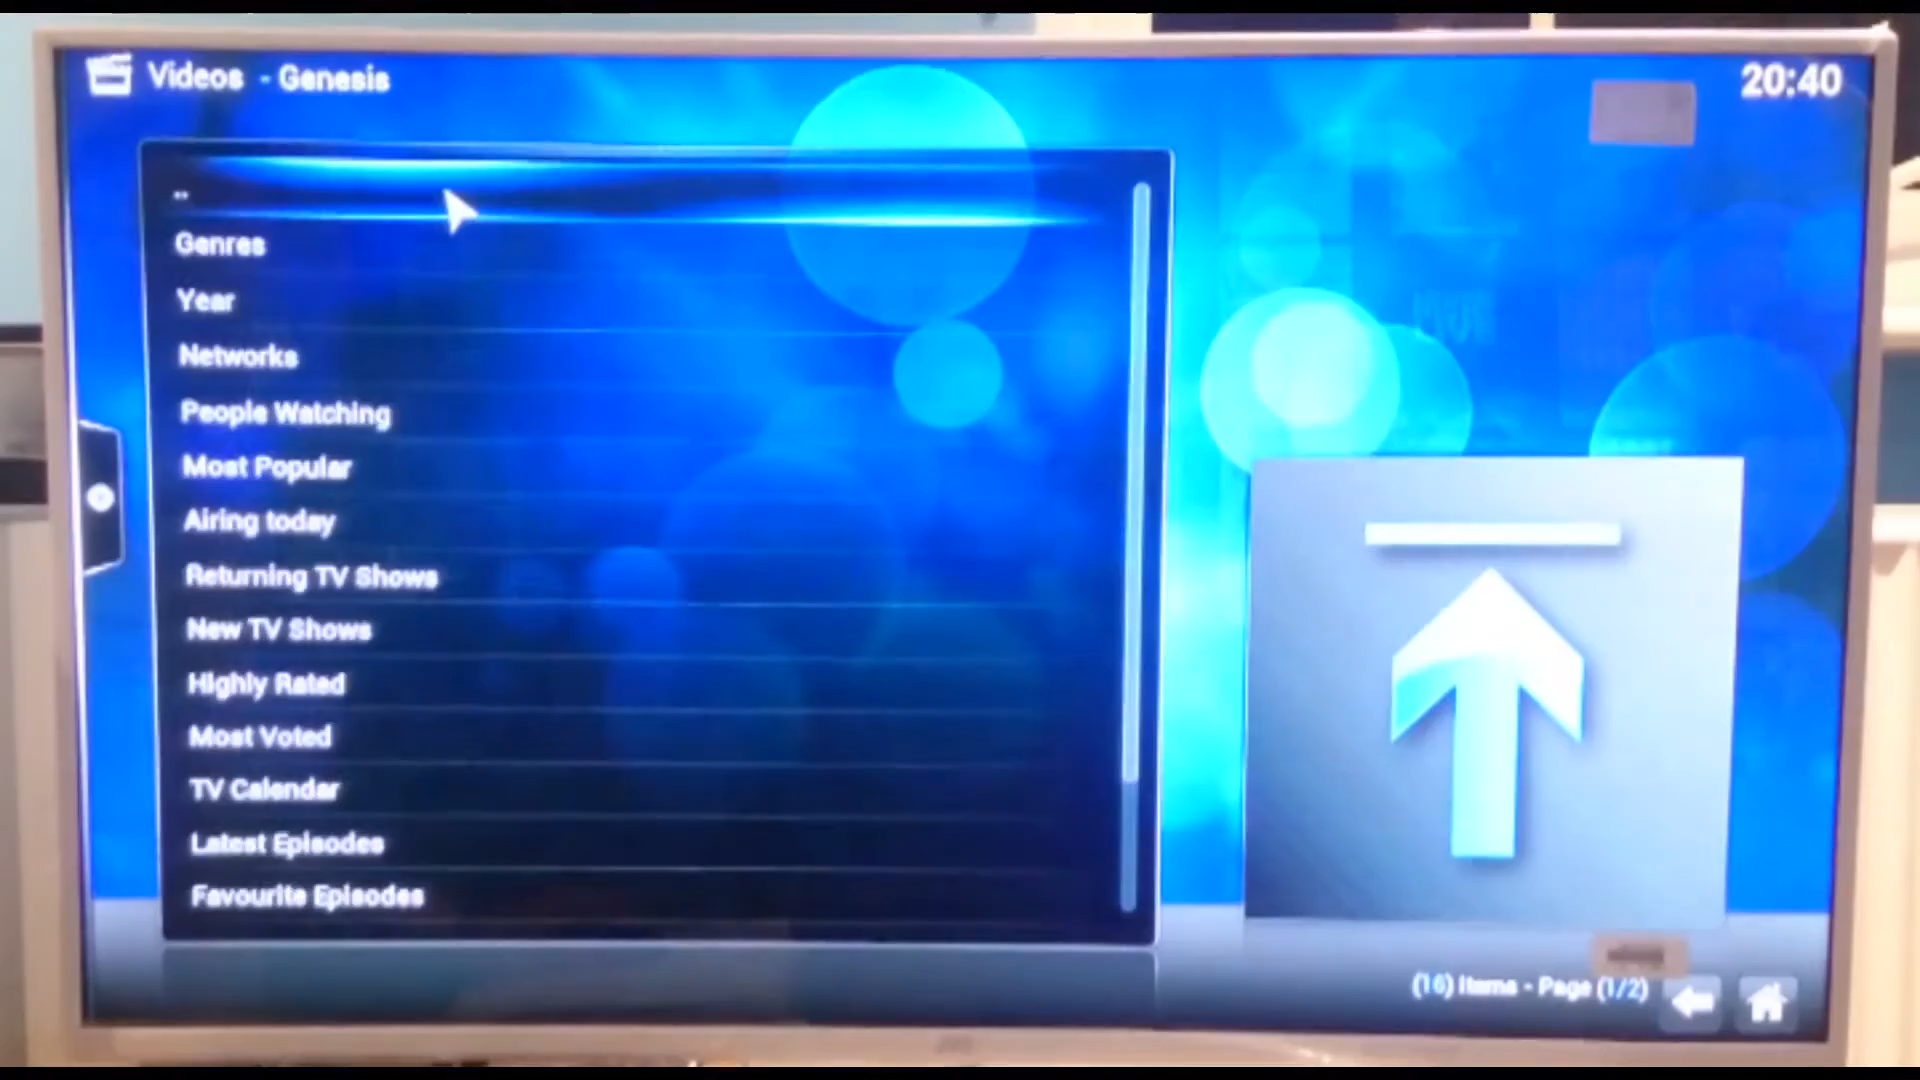 Videos - Genesis
20:40
..
Genres
Year
Networks
People Watching
Most Popular
Airing today
Returning TV Shows
New TV Shows
Highly Rated
Most Voted
TV Calendar
Latest Episodes
Favourite Episodes
(16) Items - Page (1/2)